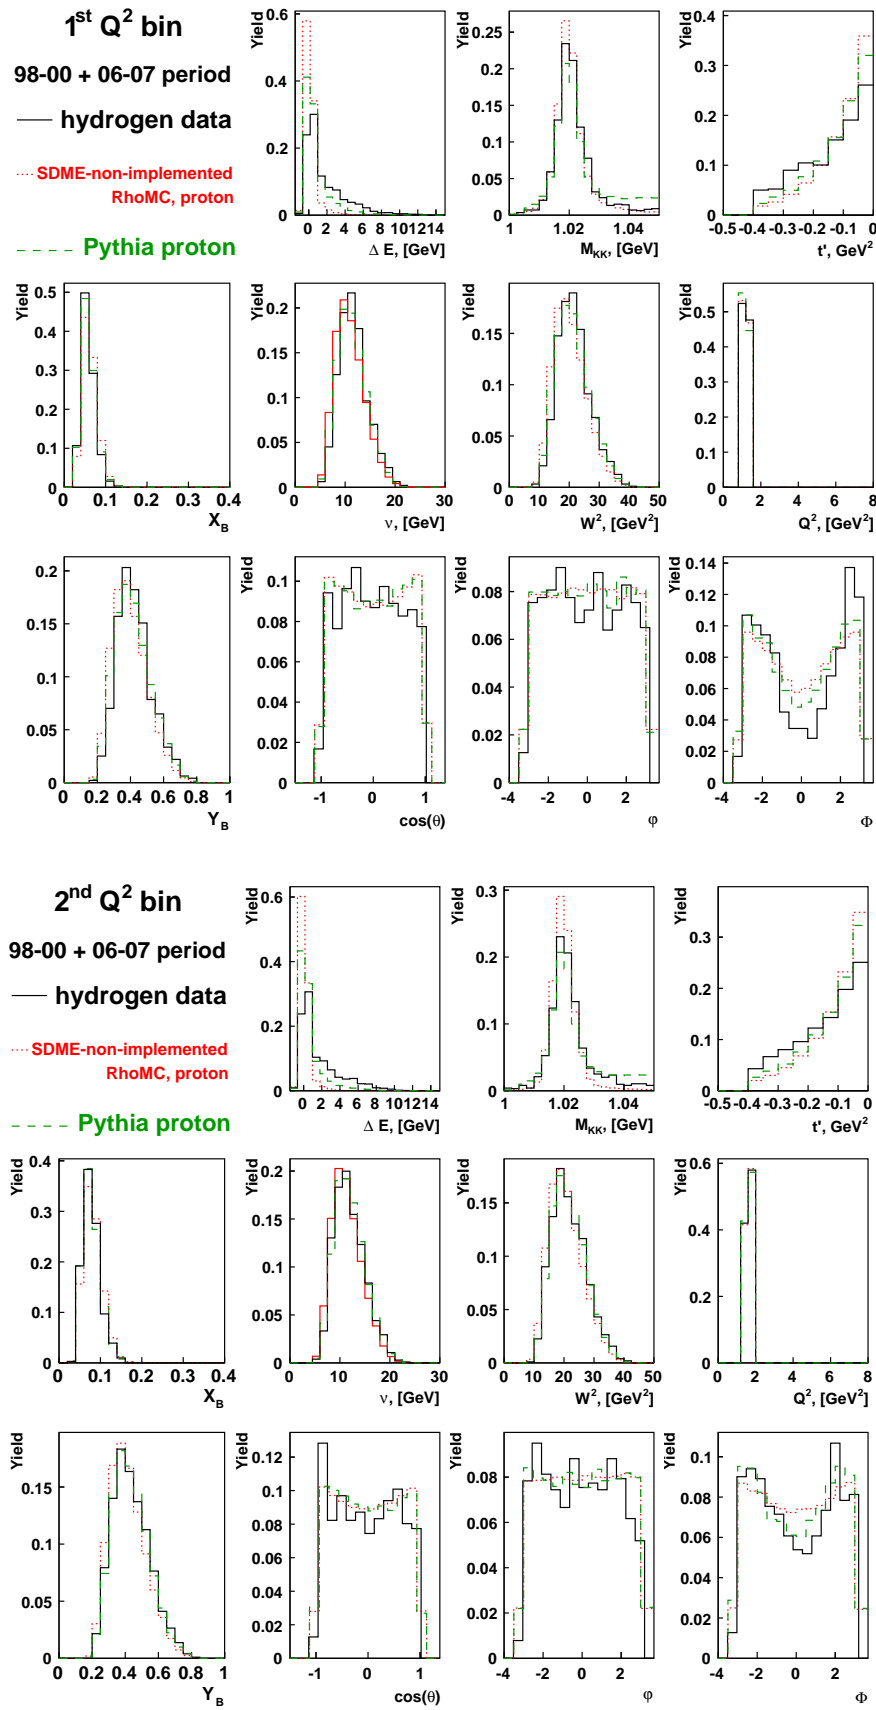 1st Q2 bin
98-00 + 06-07 period
hydrogen data
SDME-non-implemented
RhoMC, proton
Pythia proton
Yield
0.6
0.4
0.2
0
0 2 4 6 8 10 12 14
Δ E, [GeV]
Yield
0.25
0.2
0.15
0.1
0.05
0
1 1.02 1.04
MKK, [GeV]
Yield
0.4
0.3
0.2
0.1
0
-0.5 -0.4 -0.3 -0.2 -0.1 0
t', GeV2
Yield
0.5
0.4
0.3
0.2
0.1
0
0 0.1 0.2 0.3 0.4
XB
Yield
0.2
0.15
0.1
0.05
0
0 10 20 30
ν, [GeV]
Yield
0.15
0.1
0.05
0
0 10 20 30 40 50
W2, [GeV2]
Yield
0.5
0.4
0.3
0.2
0.1
0
0 2 4 6 8
Q2, [GeV2]
Yield
0.2
0.15
0.1
0.05
0
0 0.2 0.4 0.6 0.8 1
YB
Yield
0.1
0.08
0.06
0.04
0.02
0
-1 0 1
cos(θ)
Yield
0.08
0.06
0.04
0.02
0
-4 -2 0 2
φ
Yield
0.14
0.12
0.1
0.08
0.06
0.04
0.02
0
-4 -2 0 2
Φ
2nd Q2 bin
98-00 + 06-07 period
hydrogen data
SDME-non-implemented
RhoMC, proton
Pythia proton
Yield
0.6
0.4
0.2
0
0 2 4 6 8 10 12 14
Δ E, [GeV]
Yield
0.3
0.2
0.1
0
1 1.02 1.04
MKK, [GeV]
Yield
0.4
0.3
0.2
0.1
0
-0.5 -0.4 -0.3 -0.2 -0.1 0
t', GeV2
Yield
0.4
0.3
0.2
0.1
0
0 0.1 0.2 0.3 0.4
XB
Yield
0.2
0.15
0.1
0.05
0
0 10 20 30
ν, [GeV]
Yield
0.15
0.1
0.05
0
0 10 20 30 40 50
W2, [GeV2]
Yield
0.6
0.4
0.2
0
0 2 4 6 8
Q2, [GeV2]
Yield
0.15
0.1
0.05
0
0 0.2 0.4 0.6 0.8 1
YB
Yield
0.12
0.1
0.08
0.06
0.04
0.02
0
-1 0 1
cos(θ)
Yield
0.08
0.06
0.04
0.02
0
-4 -2 0 2
φ
Yield
0.1
0.08
0.06
0.04
0.02
0
-4 -2 0 2
Φ